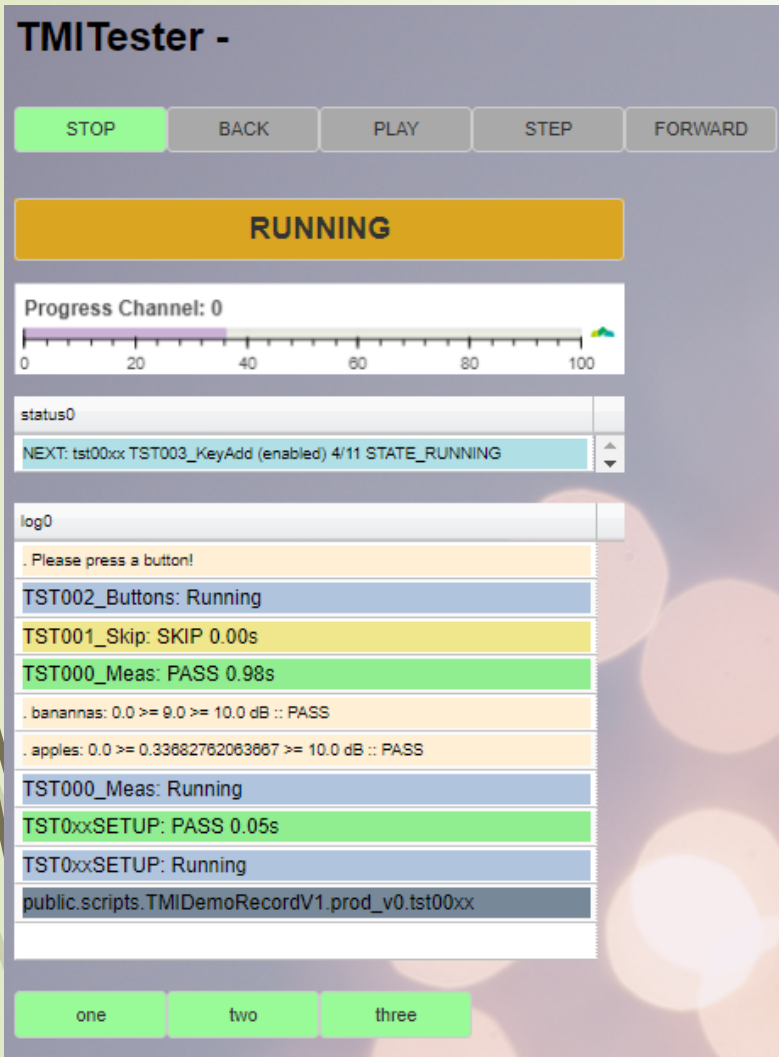 TMITester -
STOP BACK PLAY STEP FORWARD
RUNNING
Progress Channel: 0
0 20 40 60 80 100
status0
NEXT: tst00xx TST003_KeyAdd (enabled) 4/11 STATE_RUNNING
log0
. Please press a button!
TST002_Buttons: Running
TST001_Skip: SKIP 0.00s
TST000_Meas: PASS 0.98s
. banannas: 0.0 >= 9.0 >= 10.0 dB :: PASS
. apples: 0.0 >= 0.33682762063667 >= 10.0 dB :: PASS
TST000_Meas: Running
TST0xxSETUP: PASS 0.05s
TST0xxSETUP: Running
public.scripts.TMIDemoRecordV1.prod_v0.tst00xx
one two three